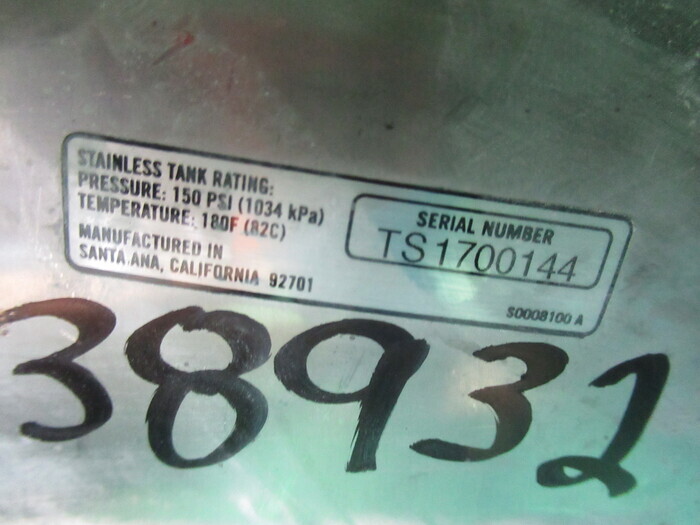 STAINLESS TANK RATING:
PRESSURE: 150 PSI (1034 kPa)
TEMPERATURE: 180F (82C)
MANUFACTURED IN
SANTA ANA, CALIFORNIA 92701
SERIAL NUMBER
TS1700144
S0008100 A
38932